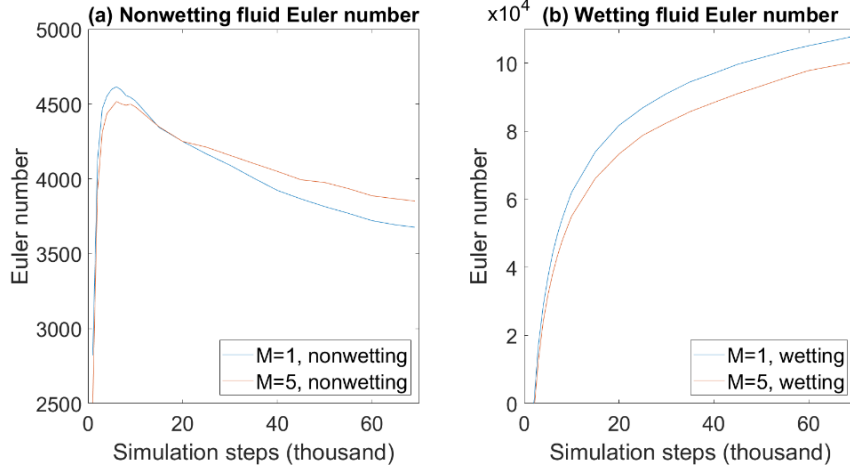 (a) Nonwetting fluid Euler number
5000
4500
4000
3500
3000
2500
Euler number
0
20
40
60
Simulation steps (thousand)
M=1, nonwetting
M=5, nonwetting
(b) Wetting fluid Euler number
×10⁴
10
8
6
4
2
0
Euler number
0
20
40
60
Simulation steps (thousand)
M=1, wetting
M=5, wetting